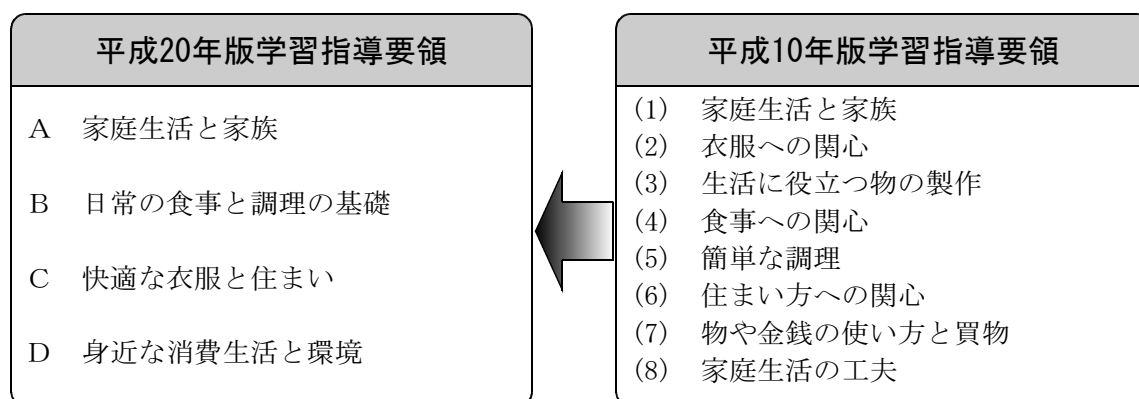 平成20年版学習指導要領
A 家庭生活と家族
B 日常の食事と調理の基礎
C 快適な衣服と住まい
D 身近な消費生活と環境
平成10年版学習指導要領
(1) 家庭生活と家族
(2) 衣服への関心
(3) 生活に役立つ物の製作
(4) 食事への関心
(5) 簡単な調理
(6) 住まい方への関心
(7) 物や金銭の使い方と買物
(8) 家庭生活の工夫